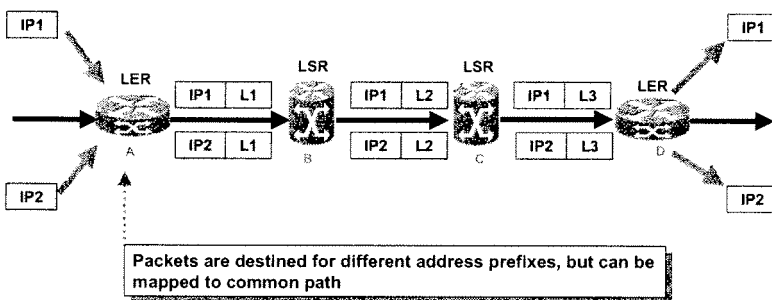 IP1
IP1
LER
LSR
LSR
LER
IP1 L1
IP1 L2
IP1 L3
A
B
C
D
IP2 L1
IP2 L2
IP2 L3
IP2
IP2
Packets are destined for different address prefixes, but can be
mapped to common path